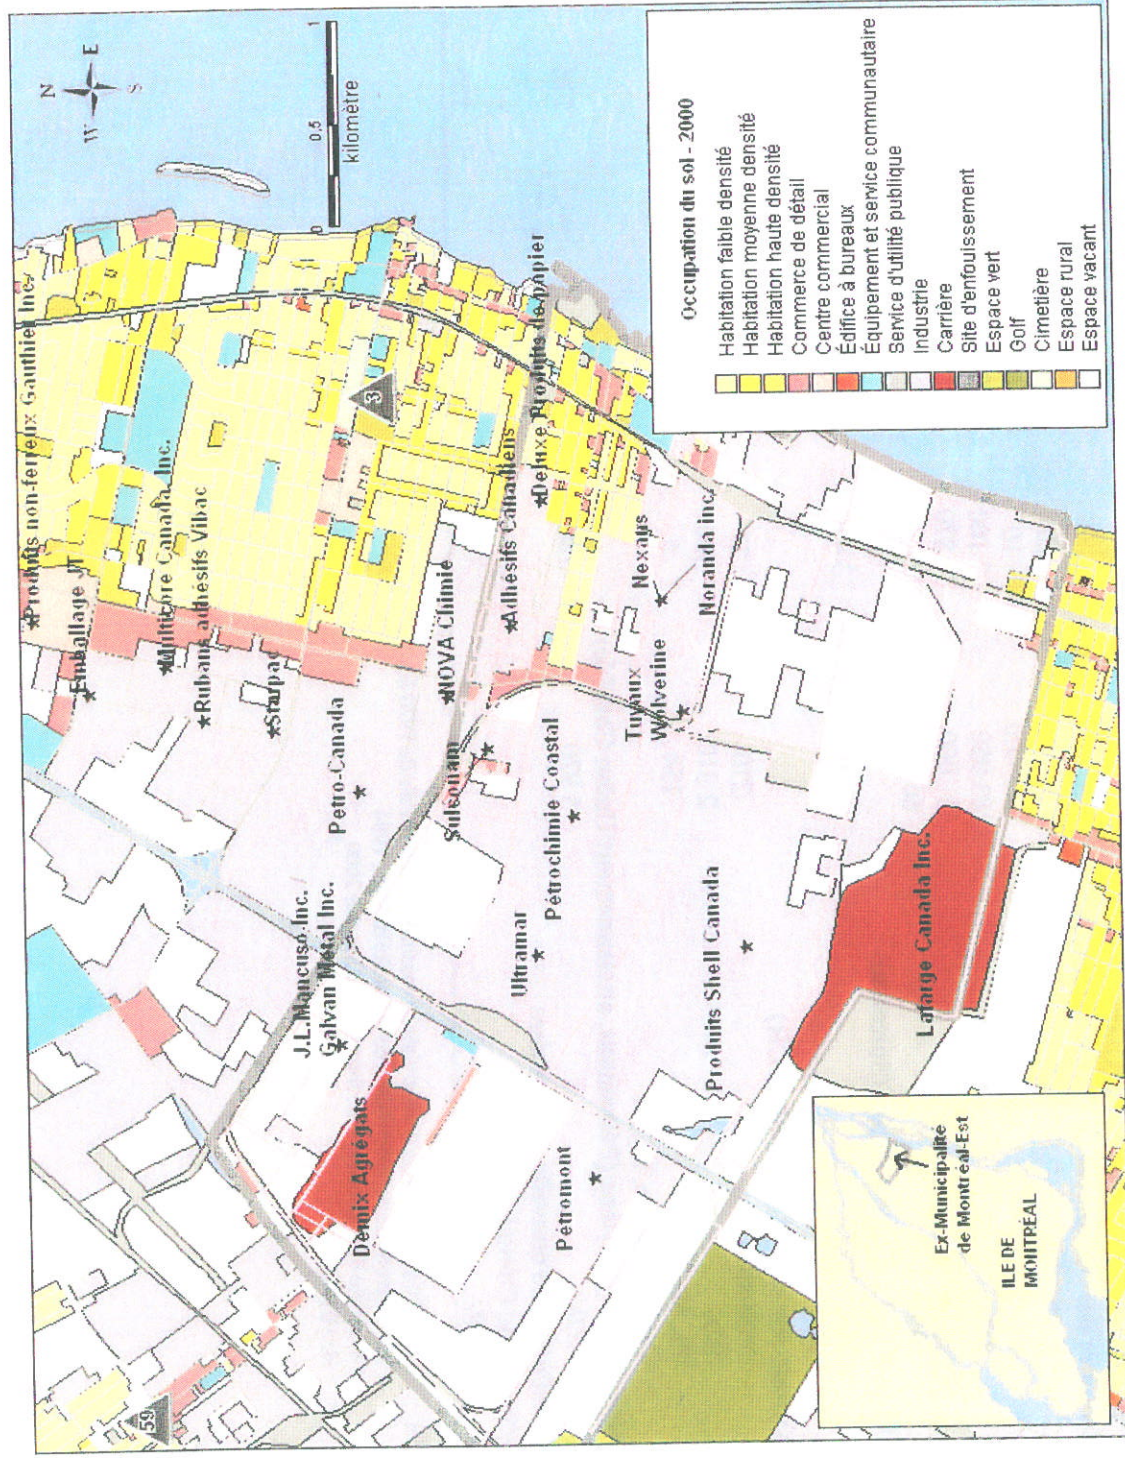 N
W E
S
0 0,5 1
kilomètre
Produits non-ferreux Gauthier Inc.
Emballage JT
Multicore Canada, Inc.
Rubans adhésifs Vibac
Starpac
Petro-Canada
J.L.Mancuso Inc.
Galvan Métal Inc.
Demix Agrégats
NOVA Chimie
Sulconam
Adhésifs Canadiens
Deluxe Produits de papier
Ultramar
Pétrochimie Coastal
Pétromont
Nexans
Noranda inc.
Tuyaux
Wolverine
Produits Shell Canada
Lafarge Canada Inc.
3
59
Occupation du sol - 2000
Habitation faible densité
Habitation moyenne densité
Habitation haute densité
Commerce de détail
Centre commercial
Édifice à bureaux
Équipement et service communautaire
Service d'utilité publique
Industrie
Carrière
Site d'enfouissement
Espace vert
Golf
Cimetière
Espace rural
Espace vacant
Ex-Municipalité
de Montréal-Est
ILE DE
MONTRÉAL